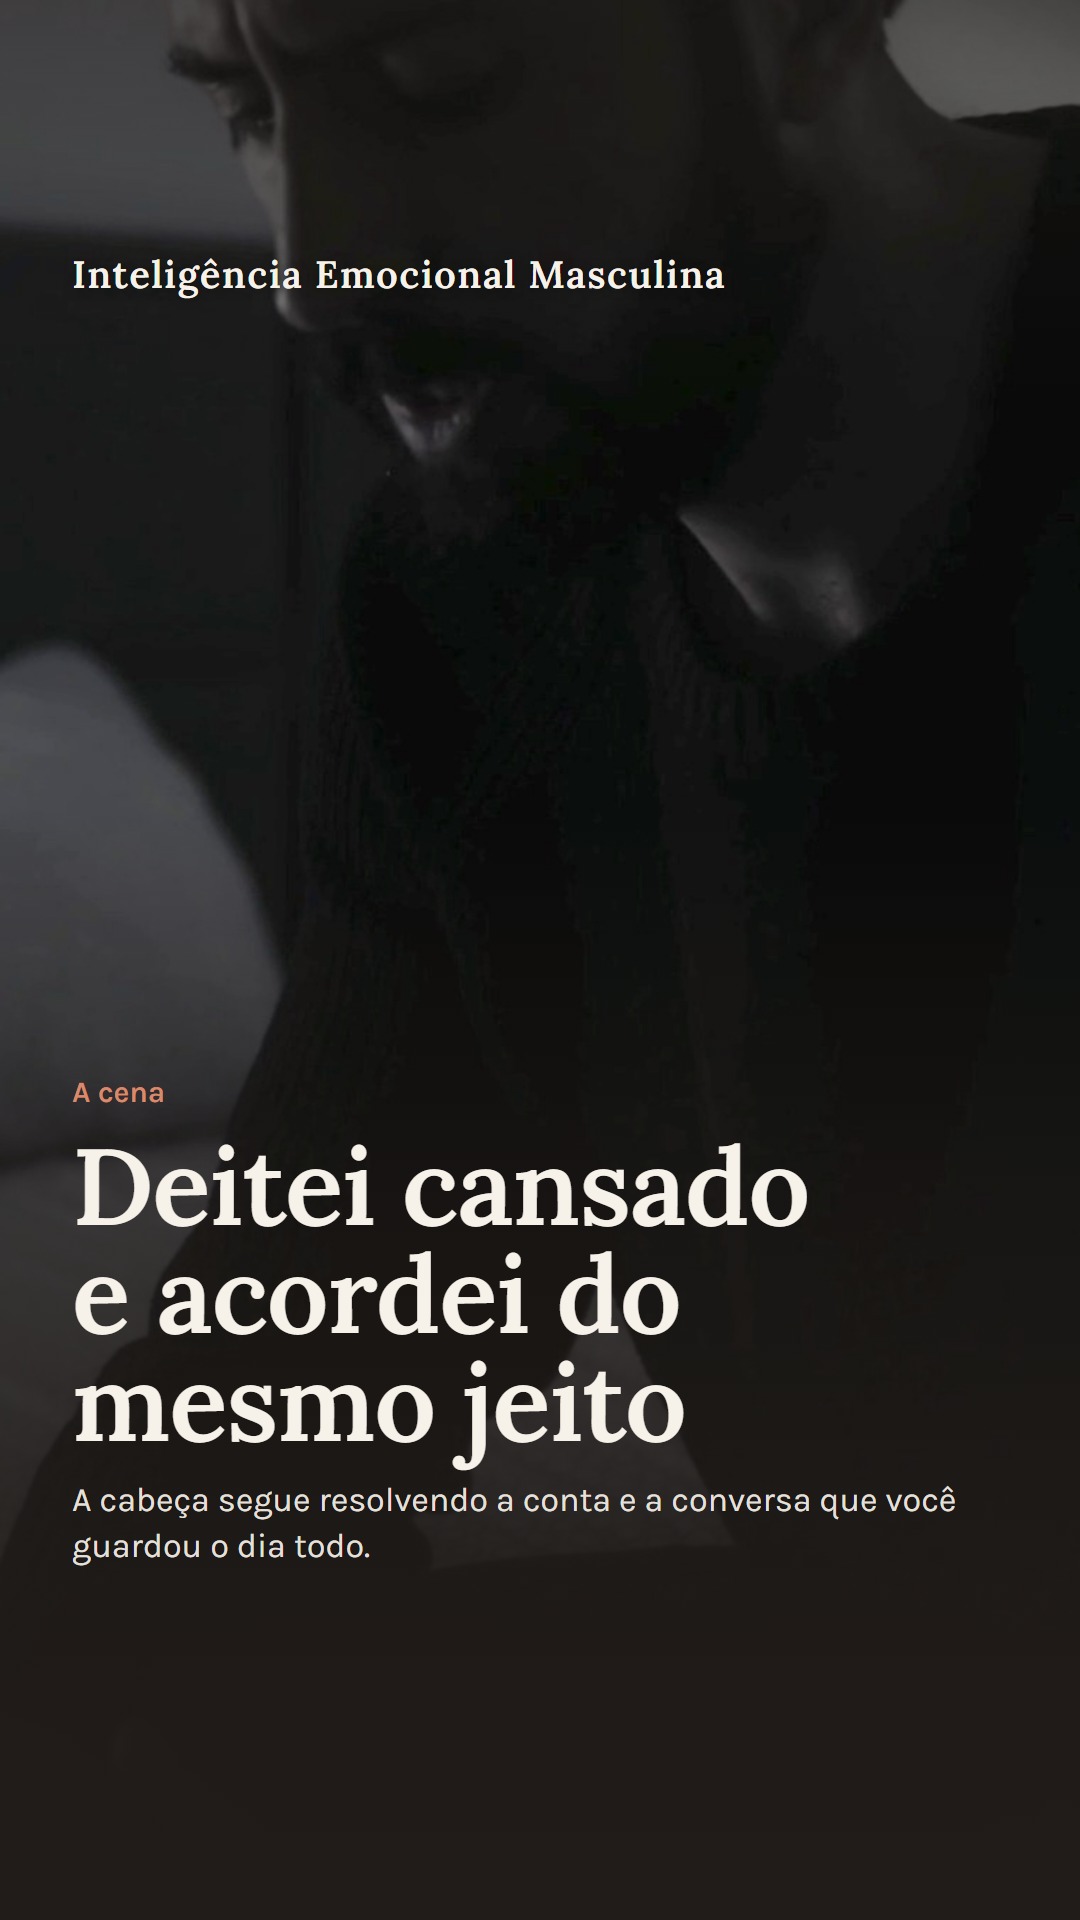 Inteligência Emocional Masculina
A cena
Deitei cansado
e acordei do
mesmo jeito
A cabeça segue resolvendo a conta e a conversa que você
guardou o dia todo.